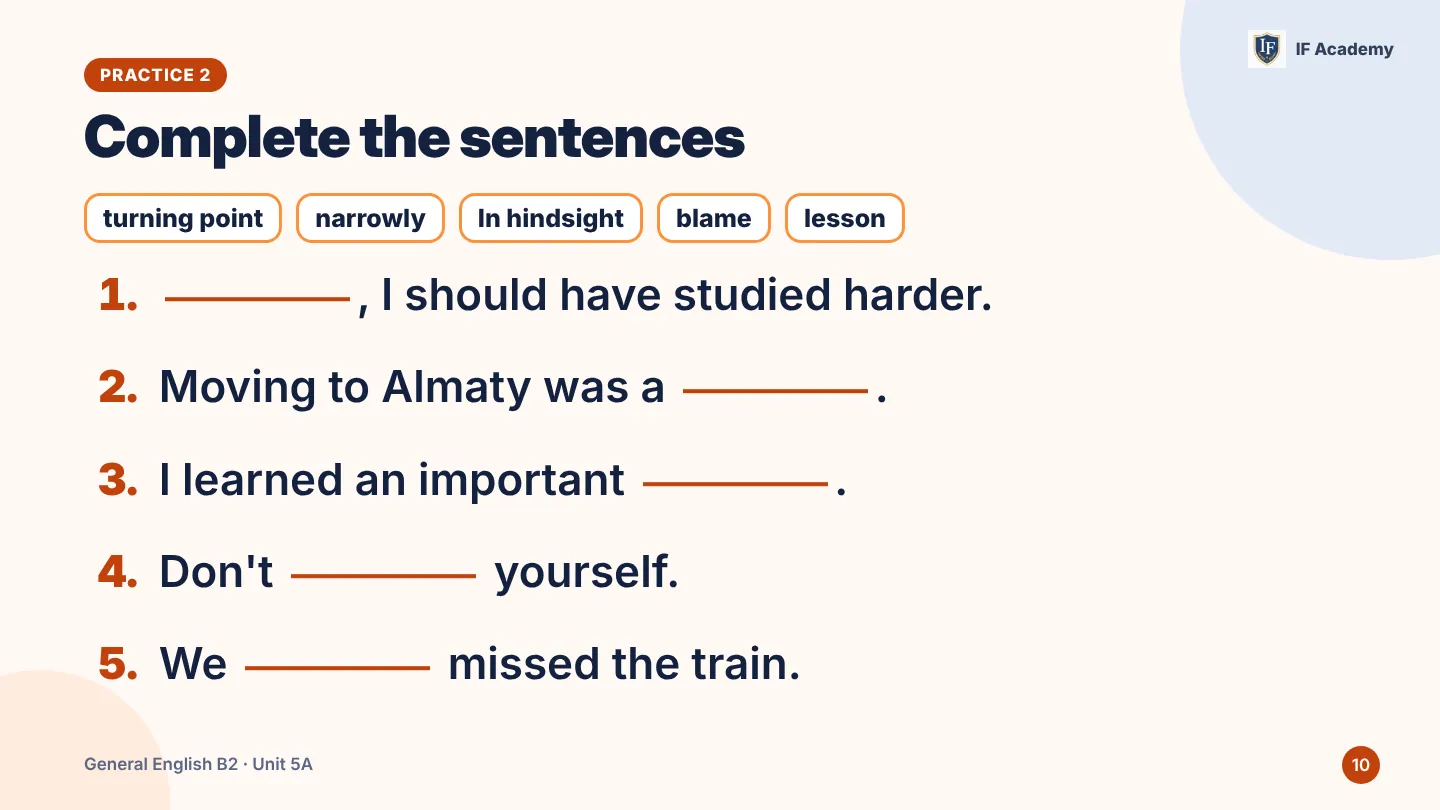 IF
IF Academy
PRACTICE 2
Complete the sentences
turning point narrowly In hindsight blame lesson
1. ________, I should have studied harder.
2. Moving to Almaty was a ________.
3. I learned an important ________.
4. Don't ________ yourself.
5. We ________ missed the train.
General English B2 · Unit 5A
10